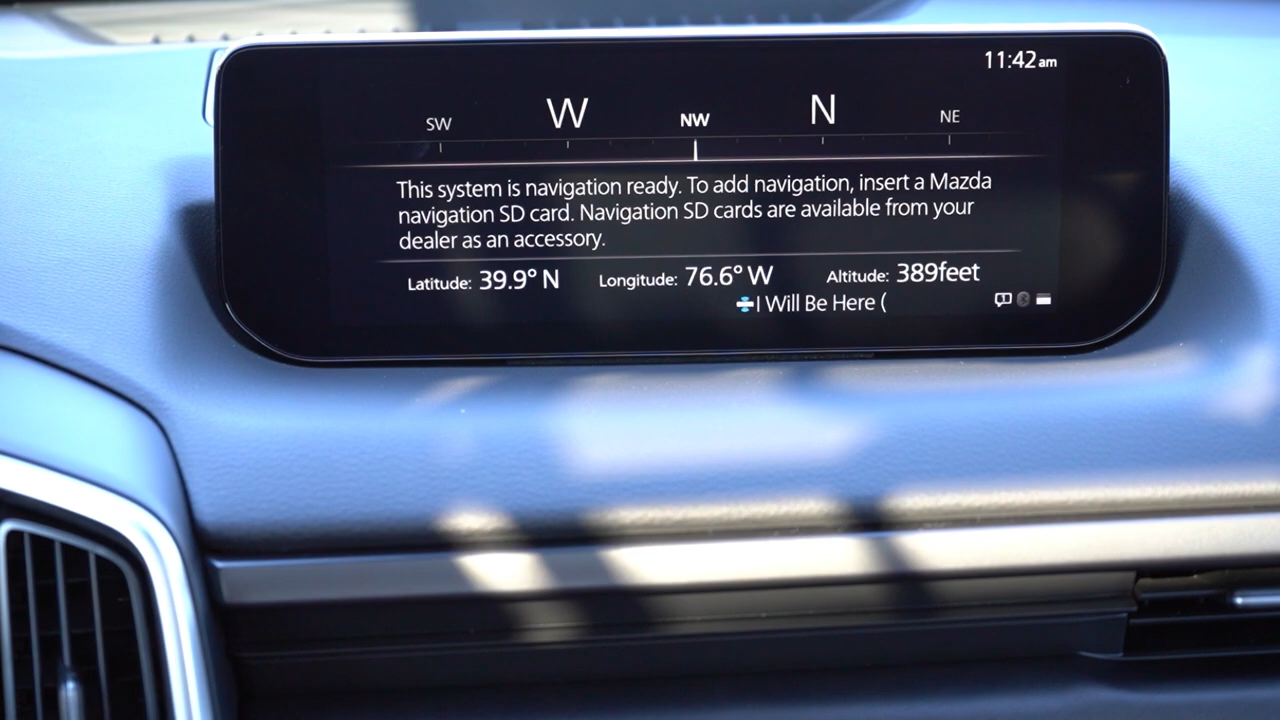 11:42am
SW W NW N NE
This system is navigation ready. To add navigation, insert a Mazda
navigation SD card. Navigation SD cards are available from your
dealer as an accessory.
Latitude: 39.9° N Longitude: 76.6° W Altitude: 389feet
I Will Be Here (